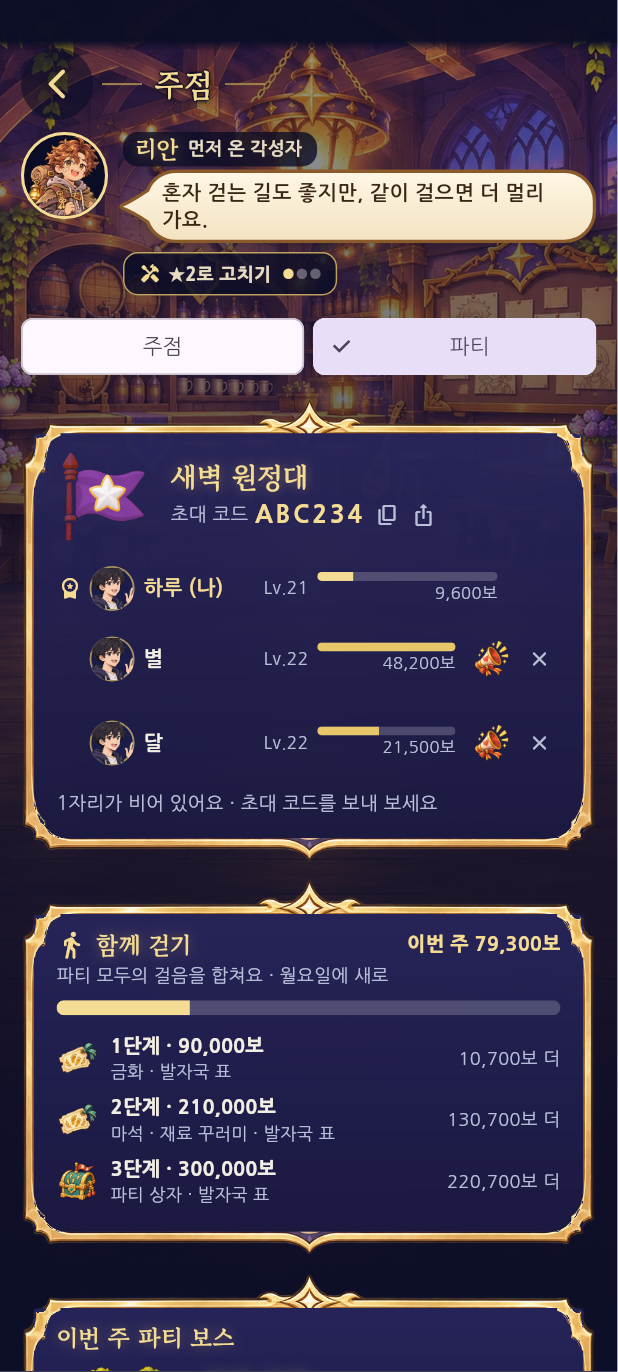 주점
리안 먼저 온 각성자
혼자 걷는 길도 좋지만, 같이 걸으면 더 멀리
가요.
★2로 고치기
주점
파티
새벽 원정대
초대 코드 ABC234
하루 (나) Lv.21 9,600보
별 Lv.22 48,200보
달 Lv.22 21,500보
1자리가 비어 있어요 · 초대 코드를 보내 보세요
함께 걷기 이번 주 79,300보
파티 모두의 걸음을 합쳐요 · 월요일에 새로
1단계 · 90,000보
금화 · 발자국 표
10,700보 더
2단계 · 210,000보
마석 · 재료 꾸러미 · 발자국 표
130,700보 더
3단계 · 300,000보
파티 상자 · 발자국 표
220,700보 더
이번 주 파티 보스